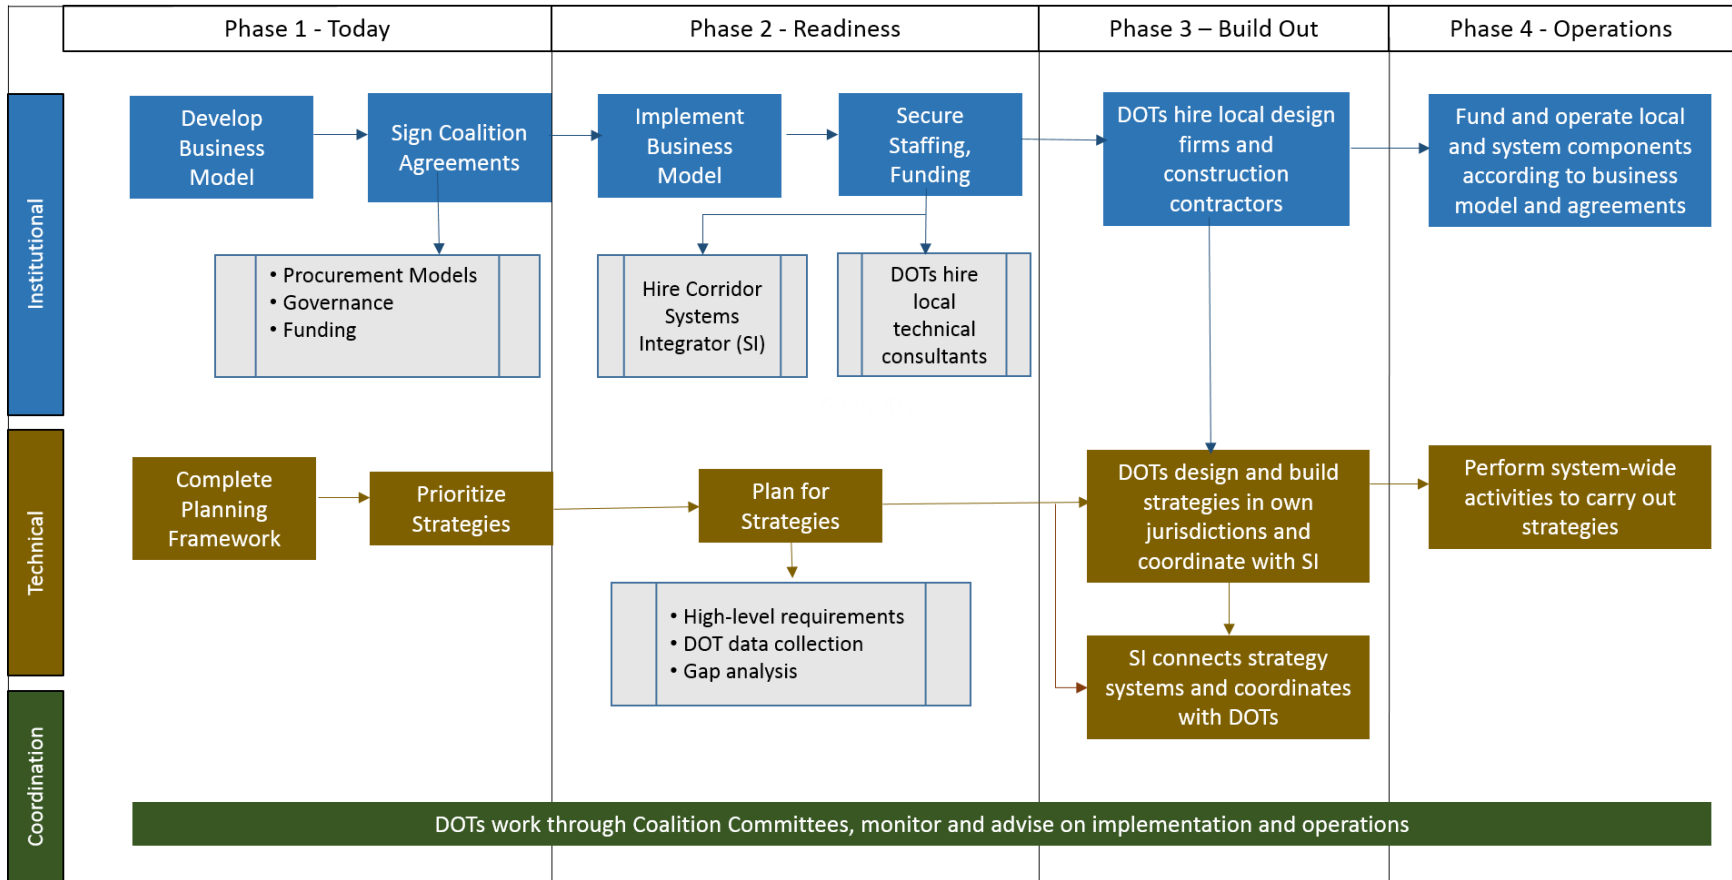 Phase 1 - Today
Phase 2 - Readiness
Phase 3 – Build Out
Phase 4 - Operations
Institutional
Develop
Business
Model
Sign Coalition
Agreements
Implement
Business
Model
Secure
Staffing,
Funding
DOTs hire local design
firms and
construction
contractors
Fund and operate local
and system components
according to business
model and agreements
• Procurement Models
• Governance
• Funding
Hire Corridor
Systems
Integrator (SI)
DOTs hire
local
technical
consultants
Technical
Complete
Planning
Framework
Prioritize
Strategies
Plan for
Strategies
DOTs design and build
strategies in own
jurisdictions and
coordinate with SI
Perform system-wide
activities to carry out
strategies
• High-level requirements
• DOT data collection
• Gap analysis
SI connects strategy
systems and coordinates
with DOTs
Coordination
DOTs work through Coalition Committees, monitor and advise on implementation and operations